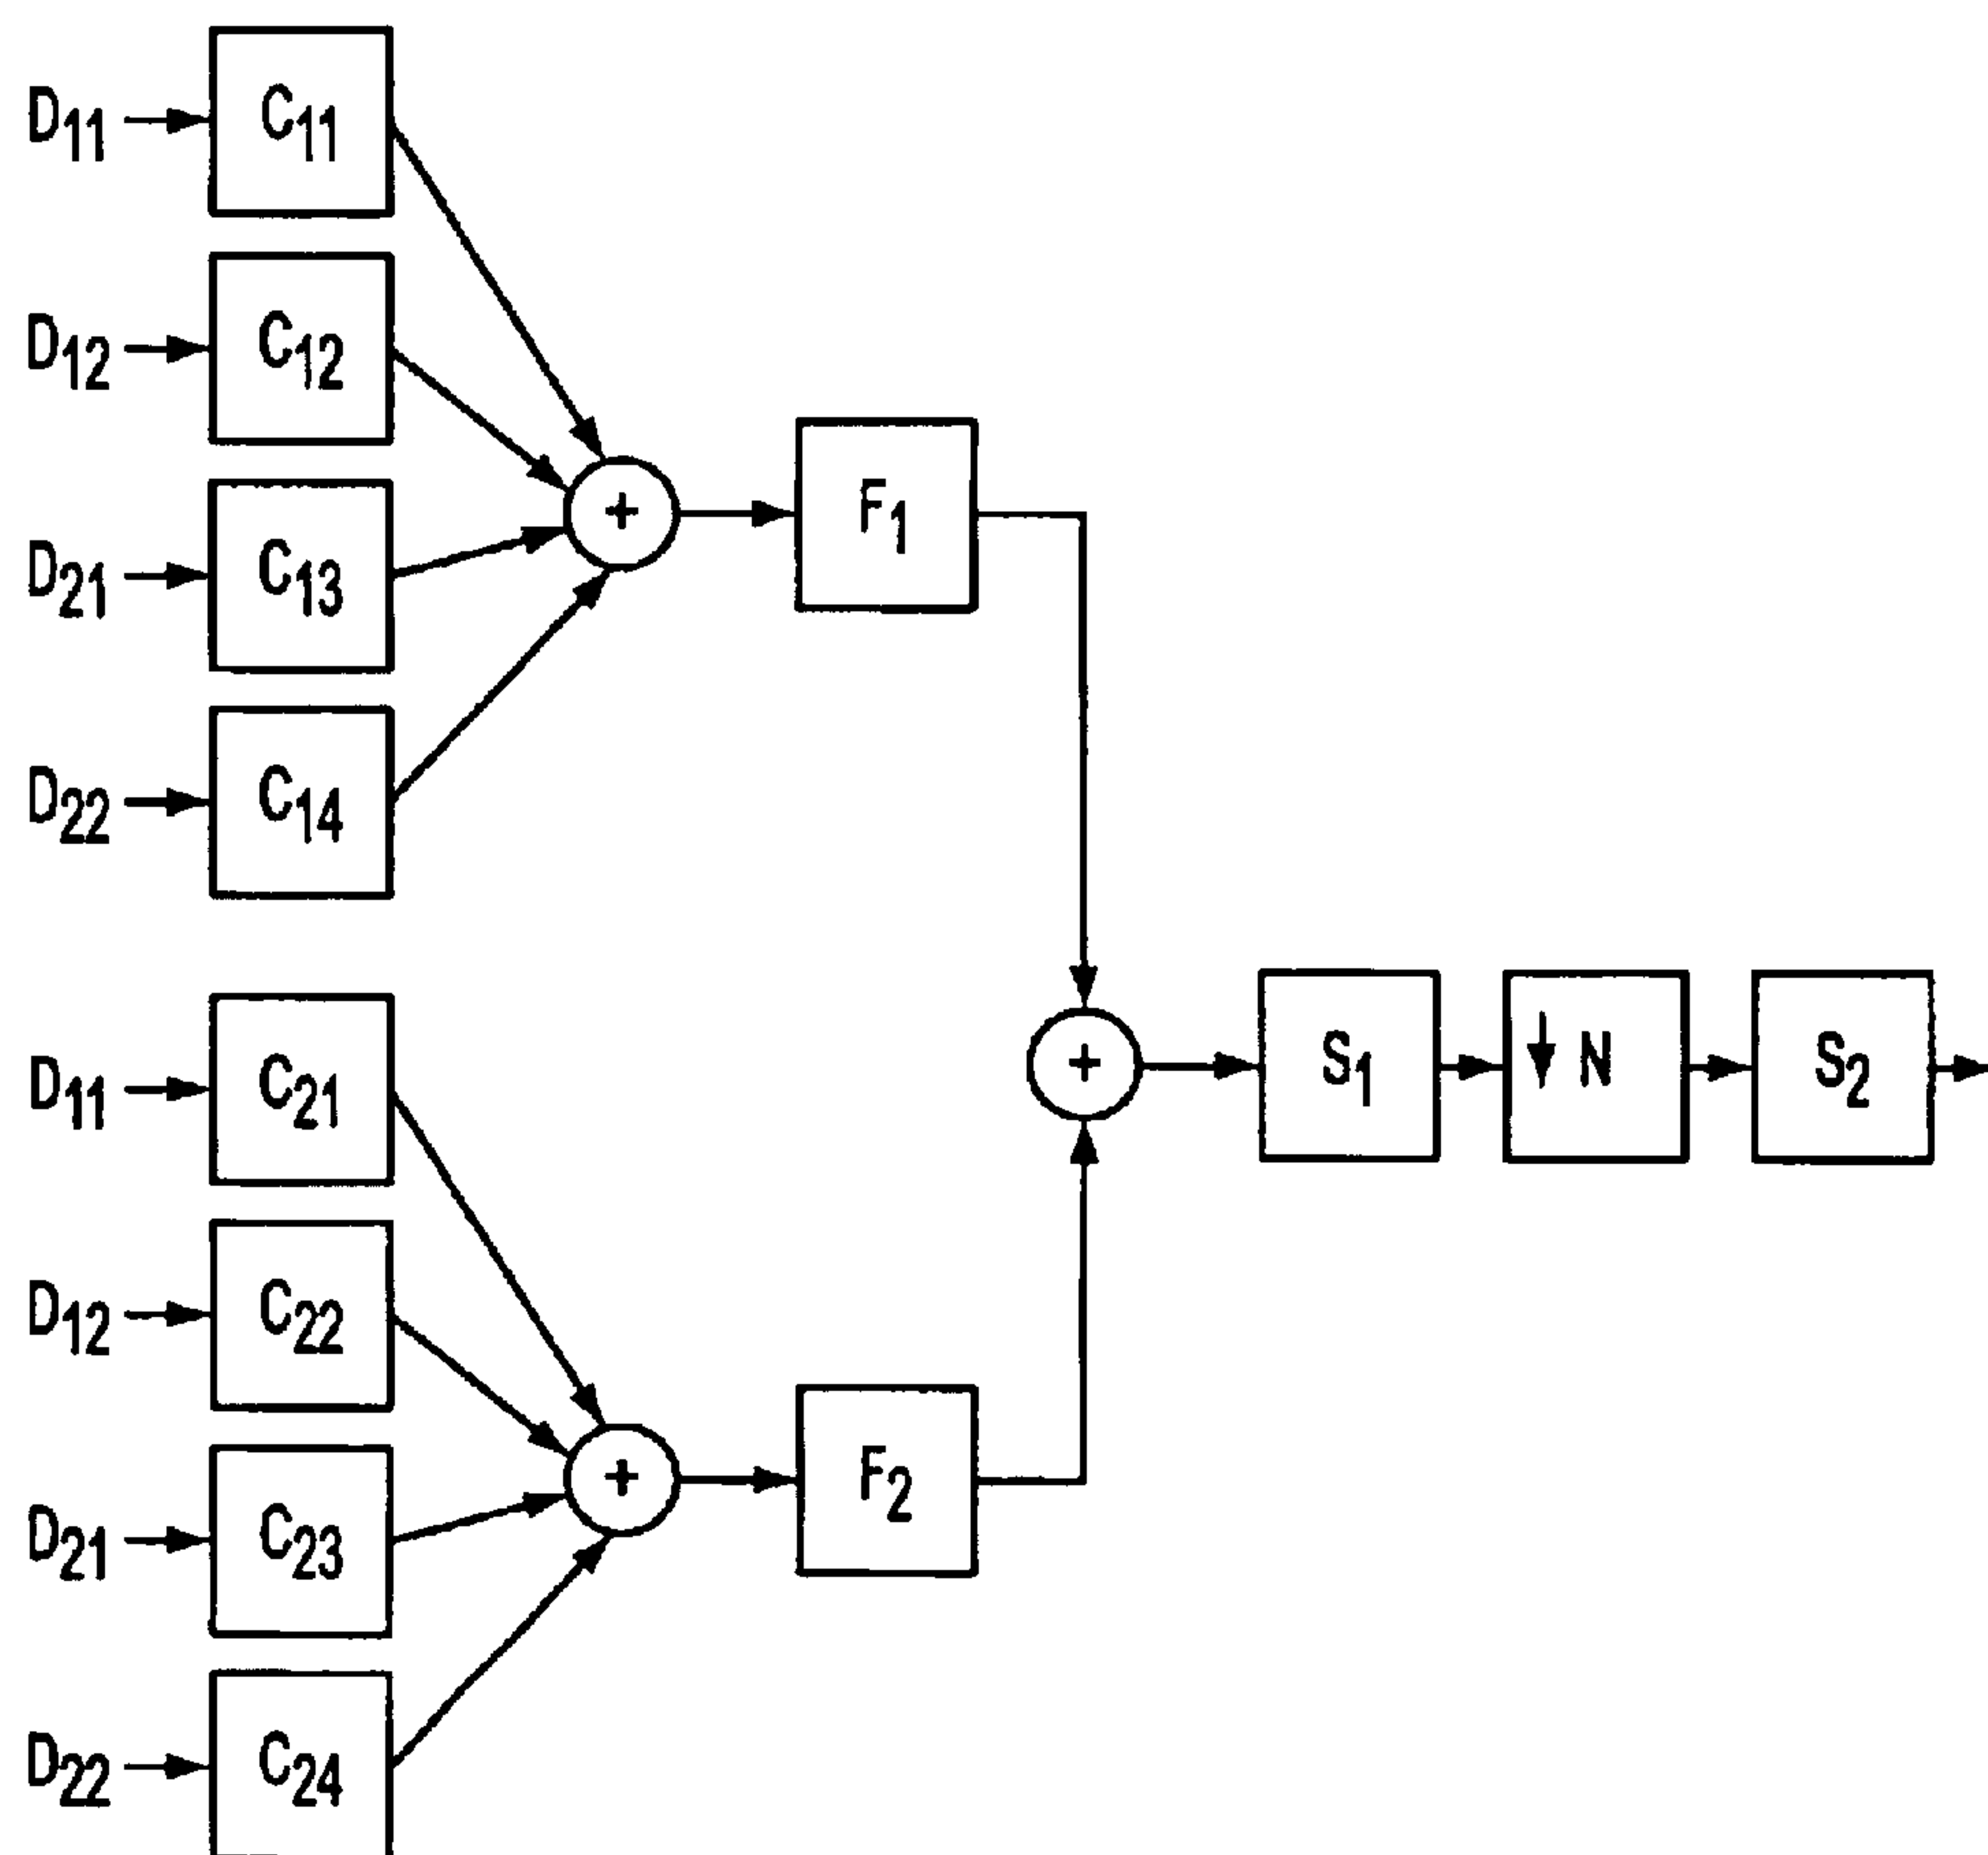 D11 C11
D12 C12
D21 C13
D22 C14
+ F1
D11 C21
D12 C22
D21 C23
D22 C24
+ F2
+ S1 ↓ N S2